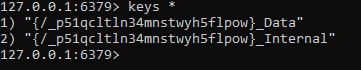 127.0.0.1:6379> keys *
1) "{/_p51qcltln34mnstwyh5flpow}_Data"
2) "{/_p51qcltln34mnstwyh5flpow}_Internal"
127.0.0.1:6379>